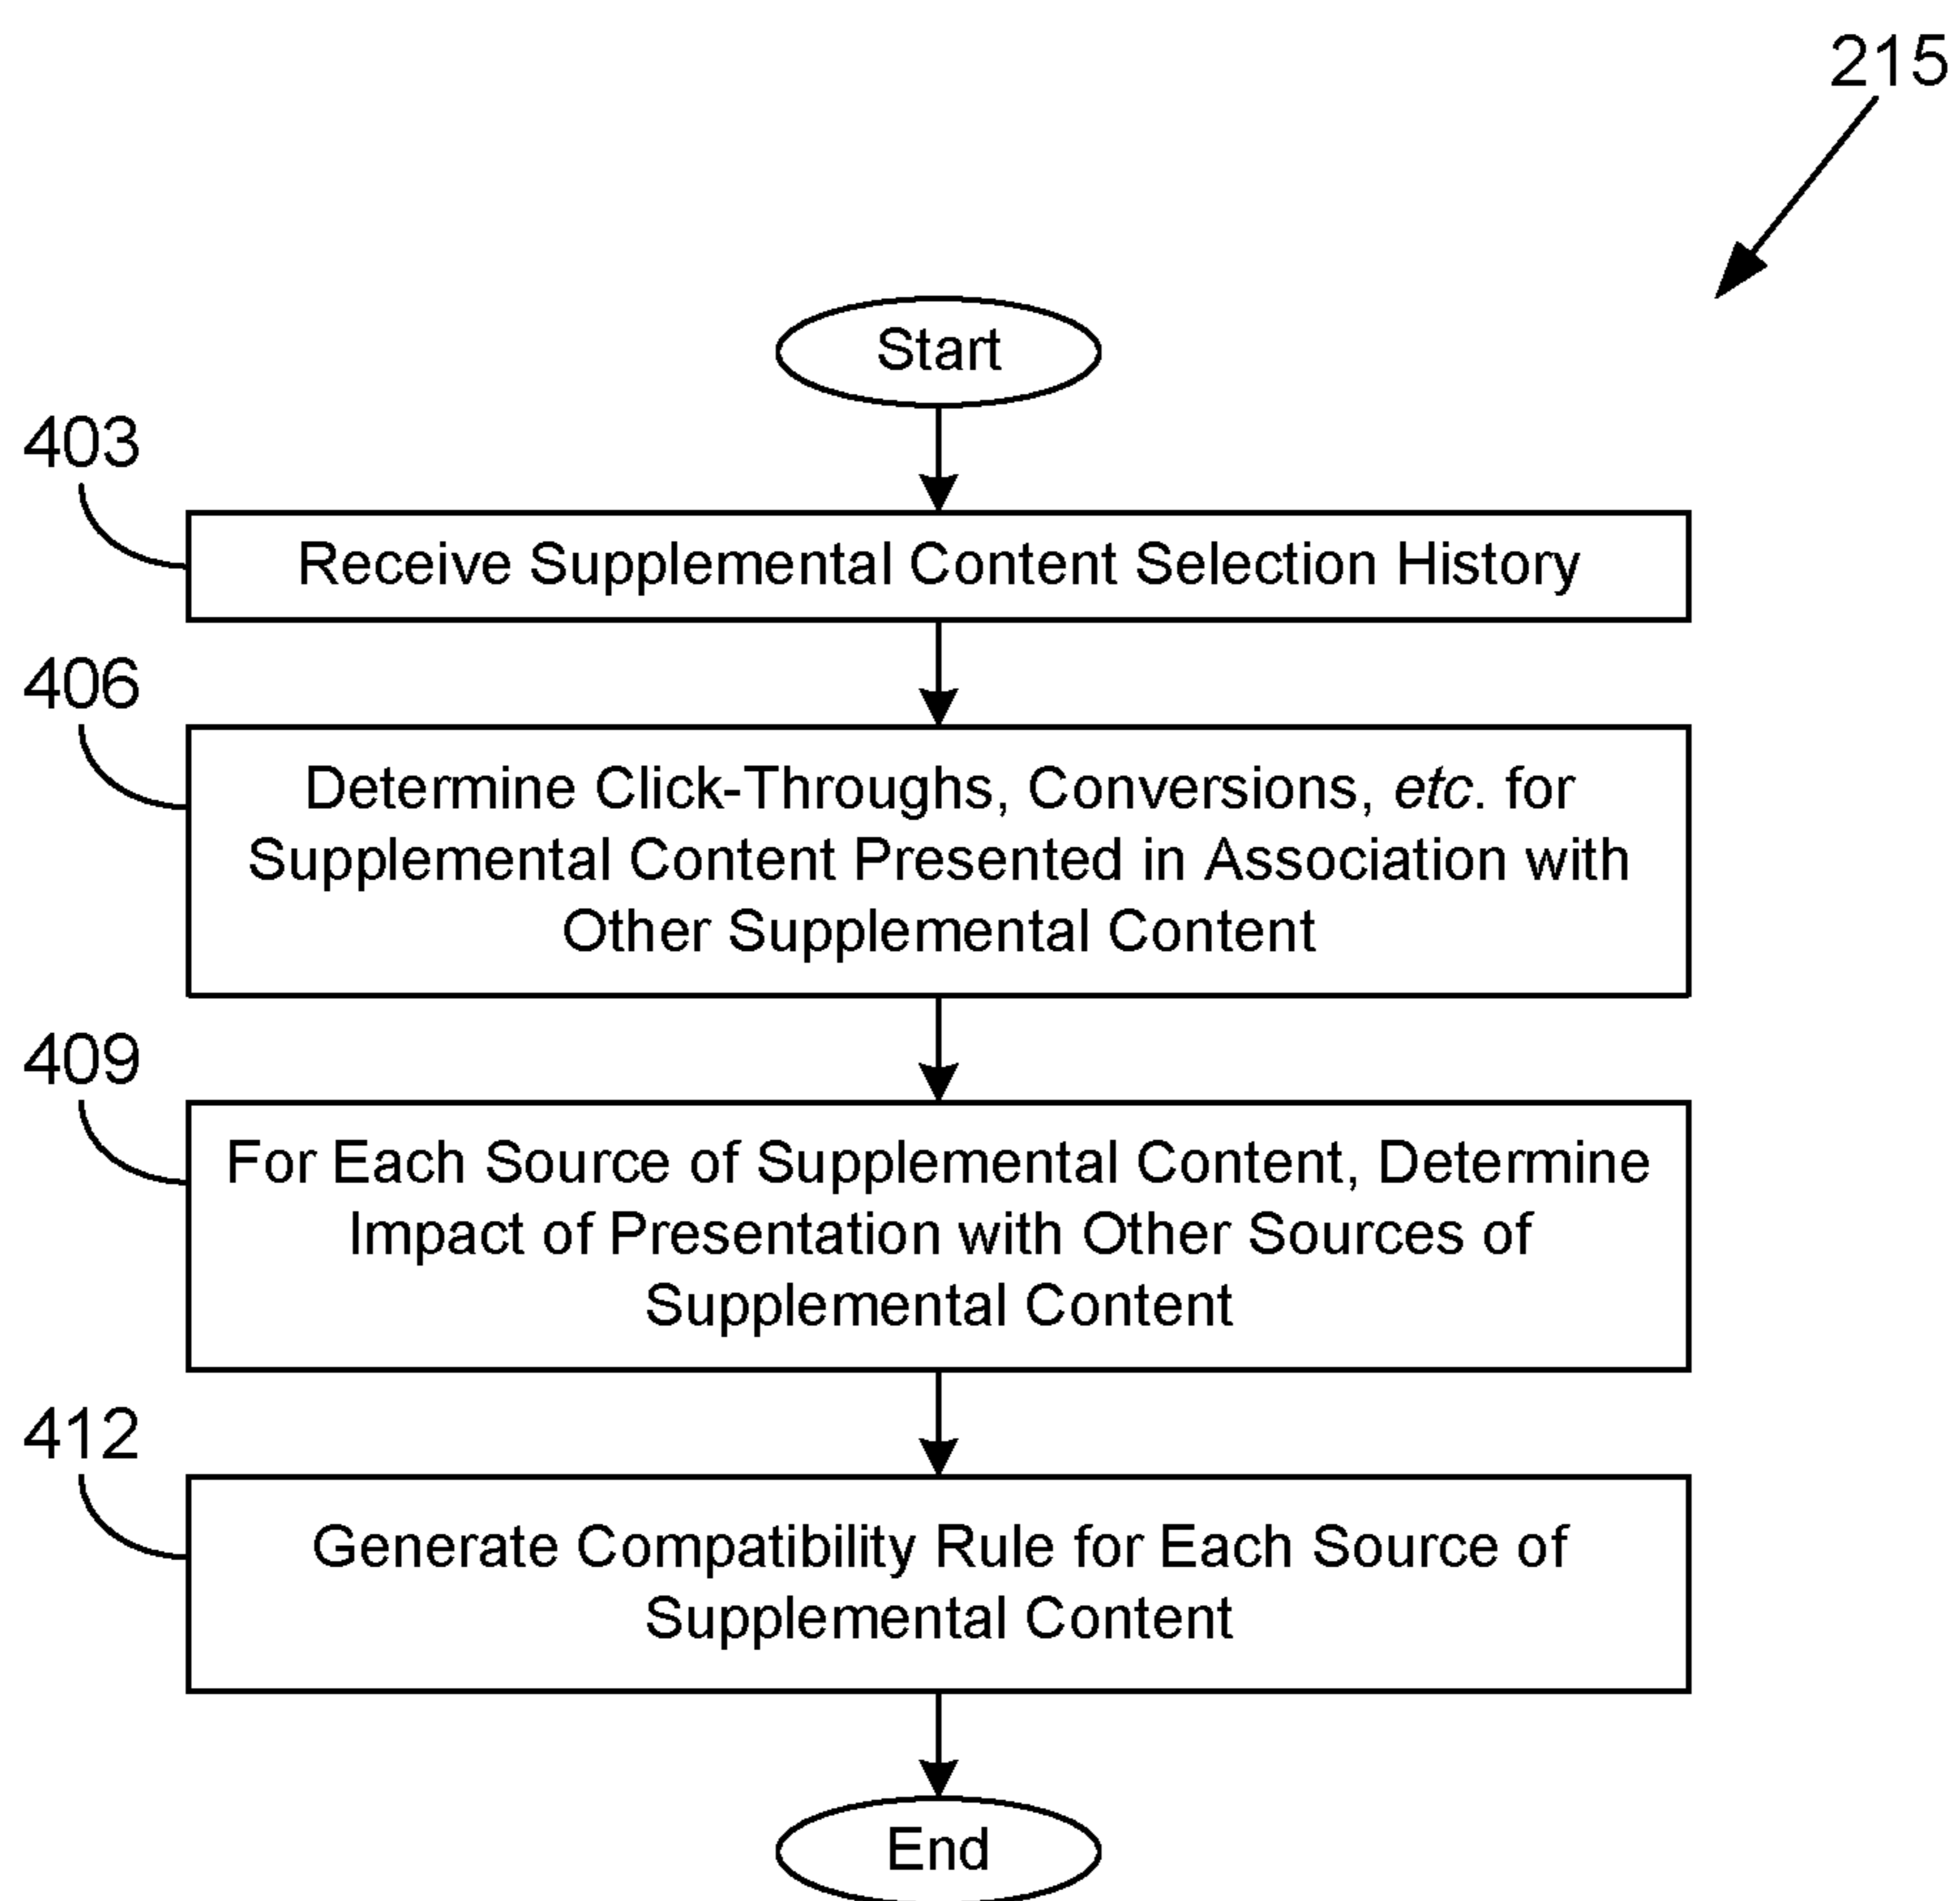 215
Start
403
Receive Supplemental Content Selection History
406
Determine Click-Throughs, Conversions, etc. for
Supplemental Content Presented in Association with
Other Supplemental Content
409
For Each Source of Supplemental Content, Determine
Impact of Presentation with Other Sources of
Supplemental Content
412
Generate Compatibility Rule for Each Source of
Supplemental Content
End